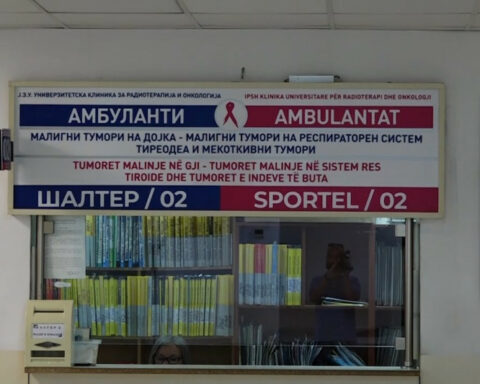 Ј.З.У. УНИВЕРЗИТЕТСКА КЛИНИКА ЗА РАДИОТЕРАПИЈА И ОНКОЛОГИЈА
IPSH KLINIKA UNIVERSITARE PËR RADIOTERAPI DHE ONKOLOGJI
АМБУЛАНТИ
AMBULANTAT
МАЛИГНИ ТУМОРИ НА ДОЈКА - МАЛИГНИ ТУМОРИ НА РЕСПИРАТОРЕН СИСТЕМ
ТИРЕОДЕА И МЕКОТКИВНИ ТУМОРИ
TUMORET MALINJE NË GJI - TUMORET MALINJE NË SISTEM RES
TIROIDE DHE TUMORET E INDEVE TË BUTA
ШАЛТЕР / 02
SPORTEL / 02